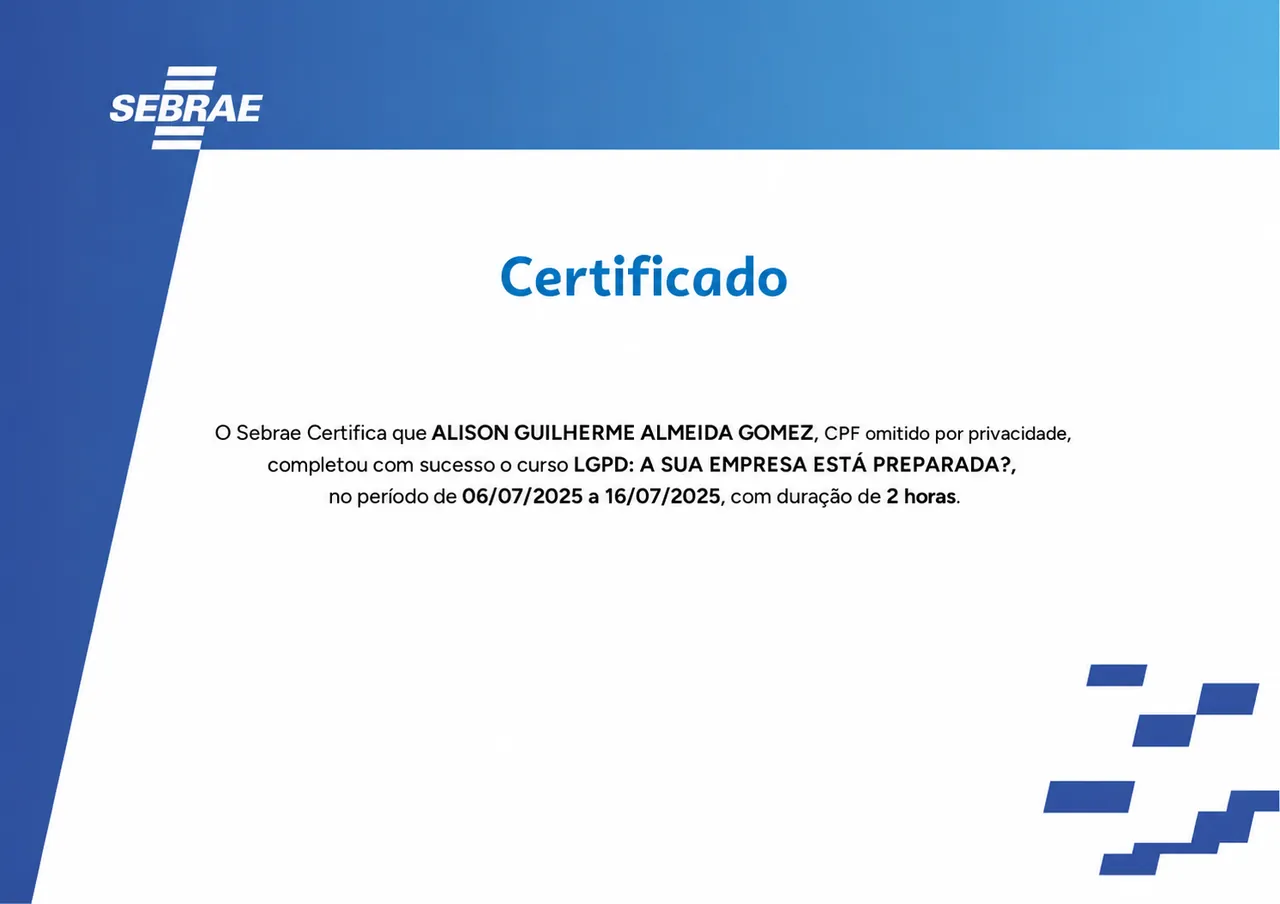 SEBRAE
Certificado
O Sebrae Certifica que ALISON GUILHERME ALMEIDA GOMEZ, CPF omitido por privacidade,
completou com sucesso o curso LGPD: A SUA EMPRESA ESTÁ PREPARADA?,
no período de 06/07/2025 a 16/07/2025, com duração de 2 horas.